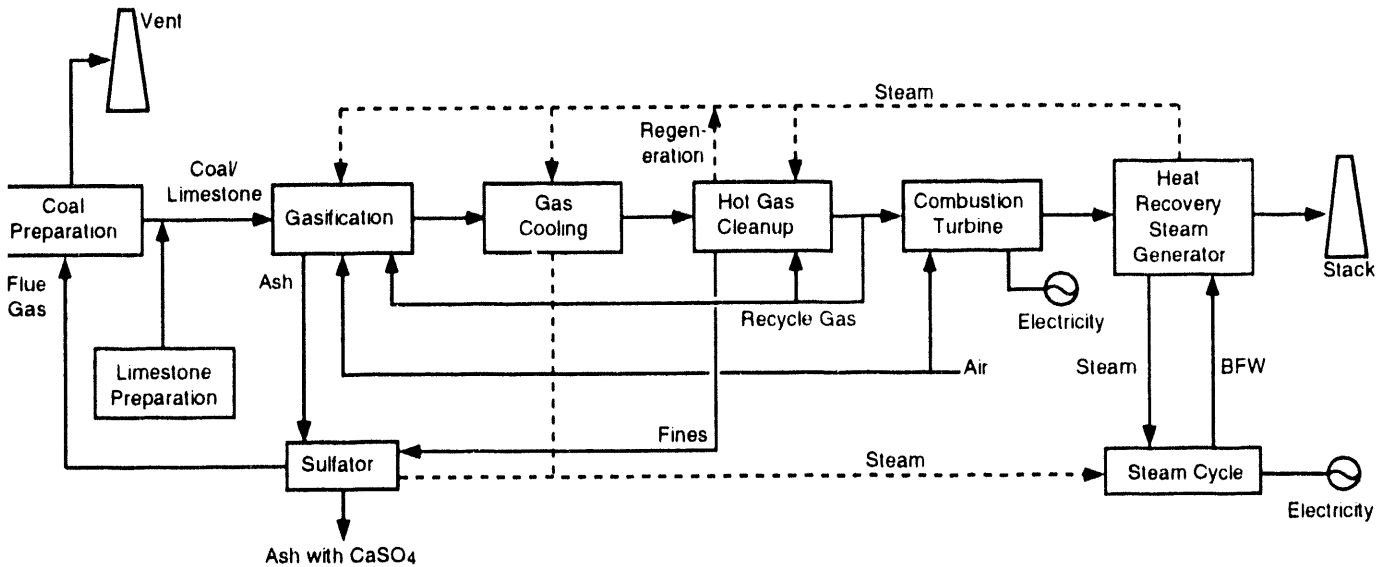 Vent
Steam
Regen-
eration
Coal/
Limestone
Coal
Preparation
Gasification
Gas
Cooling
Hot Gas
Cleanup
Combustion
Turbine
Heat
Recovery
Steam
Generator
Stack
Flue
Gas
Ash
Recycle Gas
Electricity
Limestone
Preparation
Air
Steam
BFW
Fines
Sulfator
Steam
Steam Cycle
Electricity
Ash with CaSO4